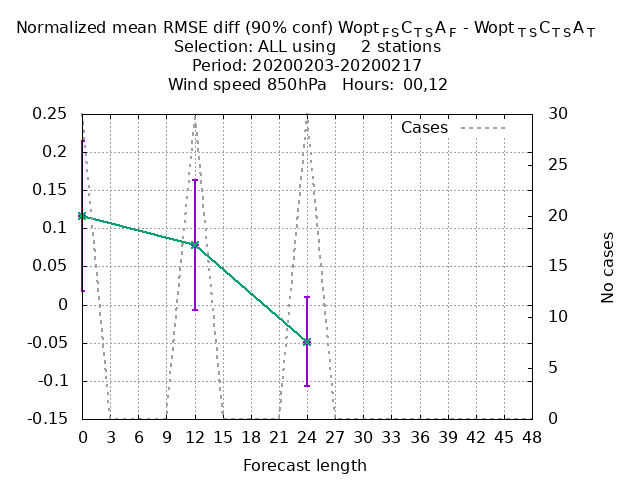 Normalized mean RMSE diff (90% conf) Wopt FS C TS A F - Wopt TS C TS A T
Selection: ALL using 2 stations
Period: 20200203-20200217
Wind speed 850hPa Hours: 00,12
Cases
0.25
0.2
0.15
0.1
0.05
0
-0.05
-0.1
-0.15
30
25
20
15
10
5
0
No cases
0 3 6 9 12 15 18 21 24 27 30 33 36 39 42 45 48
Forecast length